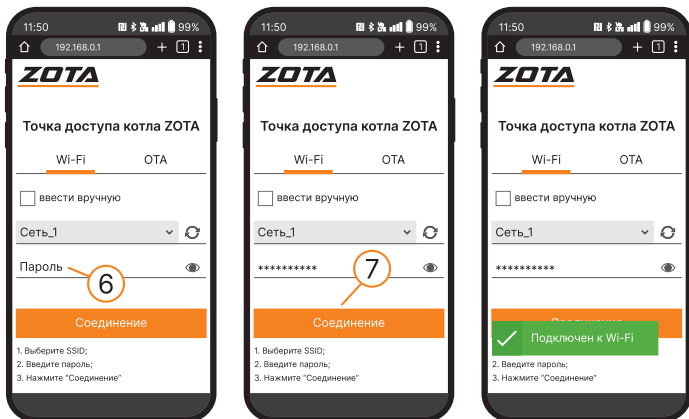 11:50 99%
192.168.0.1 + 1
ZOTA
Точка доступа котла ZOTA
Wi-Fi OTA
ввести вручную
Сеть_1
Пароль
6
Соединение
1. Выберите SSID;
2. Введите пароль;
3. Нажмите "Соединение"
11:50 99%
192.168.0.1 + 1
ZOTA
Точка доступа котла ZOTA
Wi-Fi OTA
ввести вручную
Сеть_1
********** 7
Соединение
1. Выберите SSID;
2. Введите пароль;
3. Нажмите "Соединение"
11:50 99%
192.168.0.1 + 1
ZOTA
Точка доступа котла ZOTA
Wi-Fi OTA
ввести вручную
Сеть_1
**********
Подключен к Wi-Fi
2. Введите пароль;
3. Нажмите "Соединение"